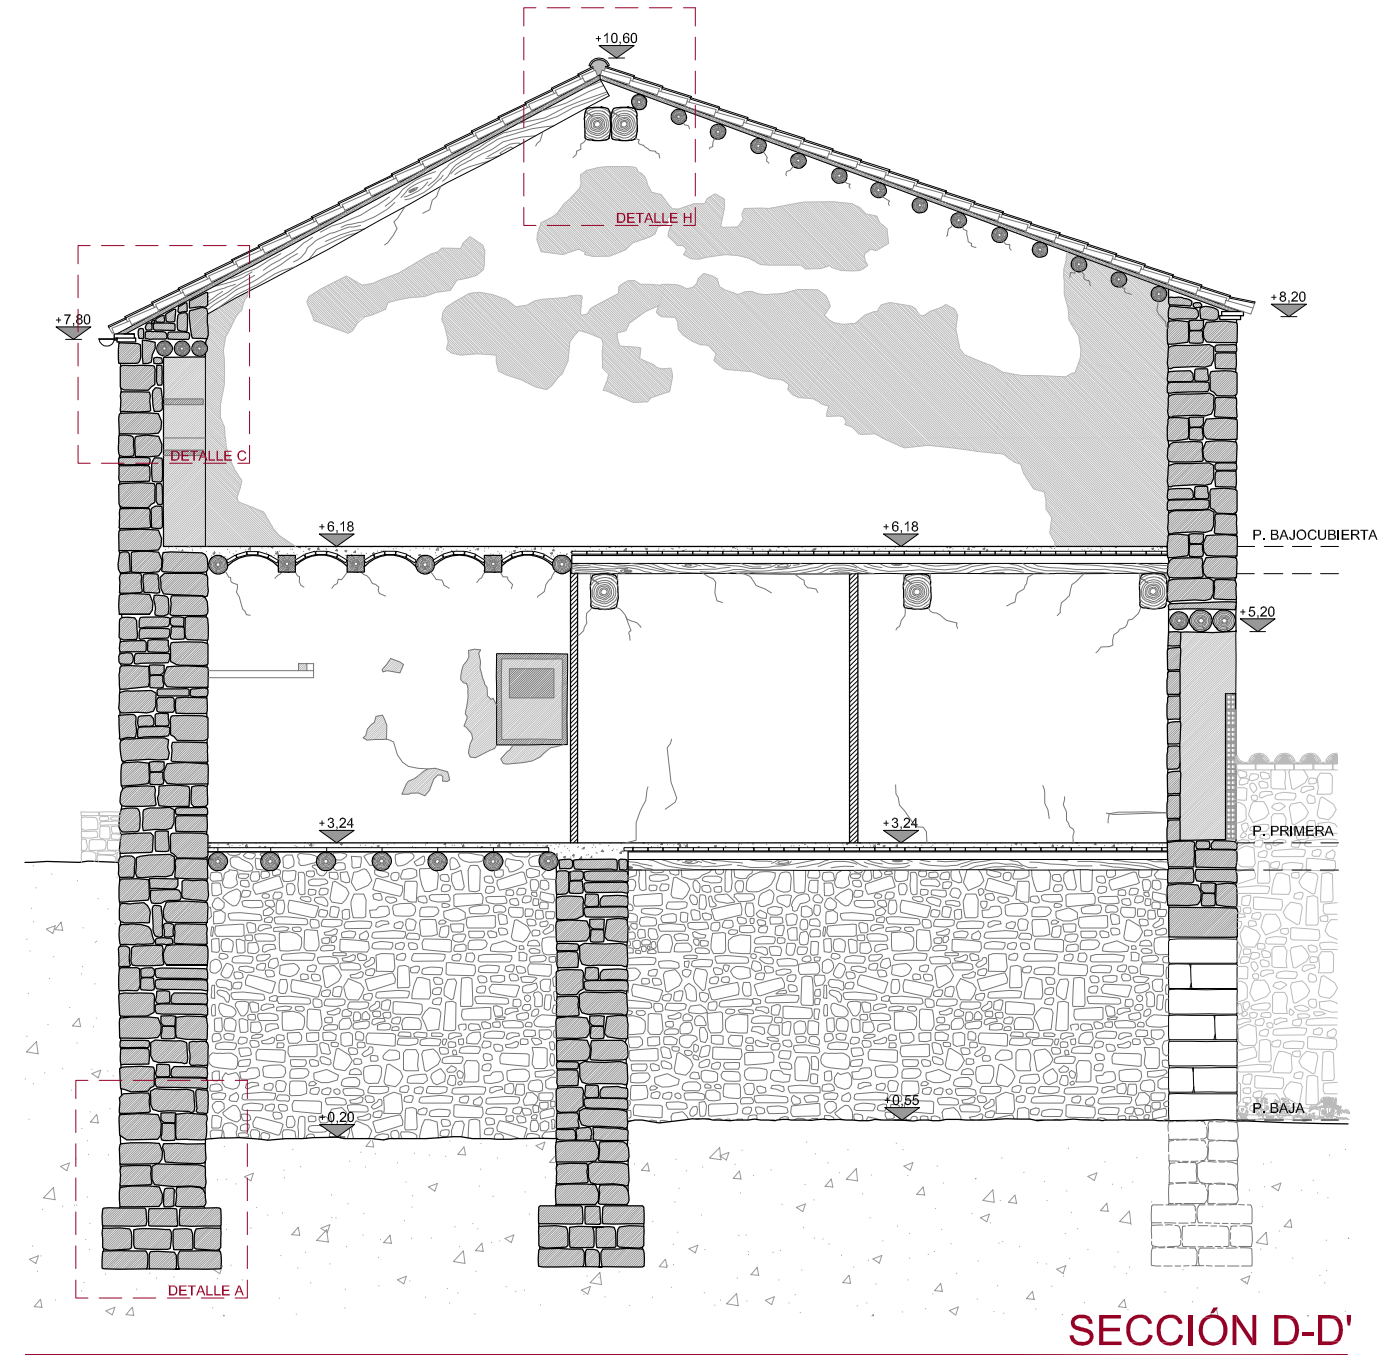 +10,60
DETALLE H
+7,80
+8,20
DETALLE C
+6,18
+6,18
P. BAJOCUBIERTA
+5,20
+3,24
+3,24
P. PRIMERA
+0,20
+0,55
P. BAJA
DETALLE A
SECCIÓN D-D'